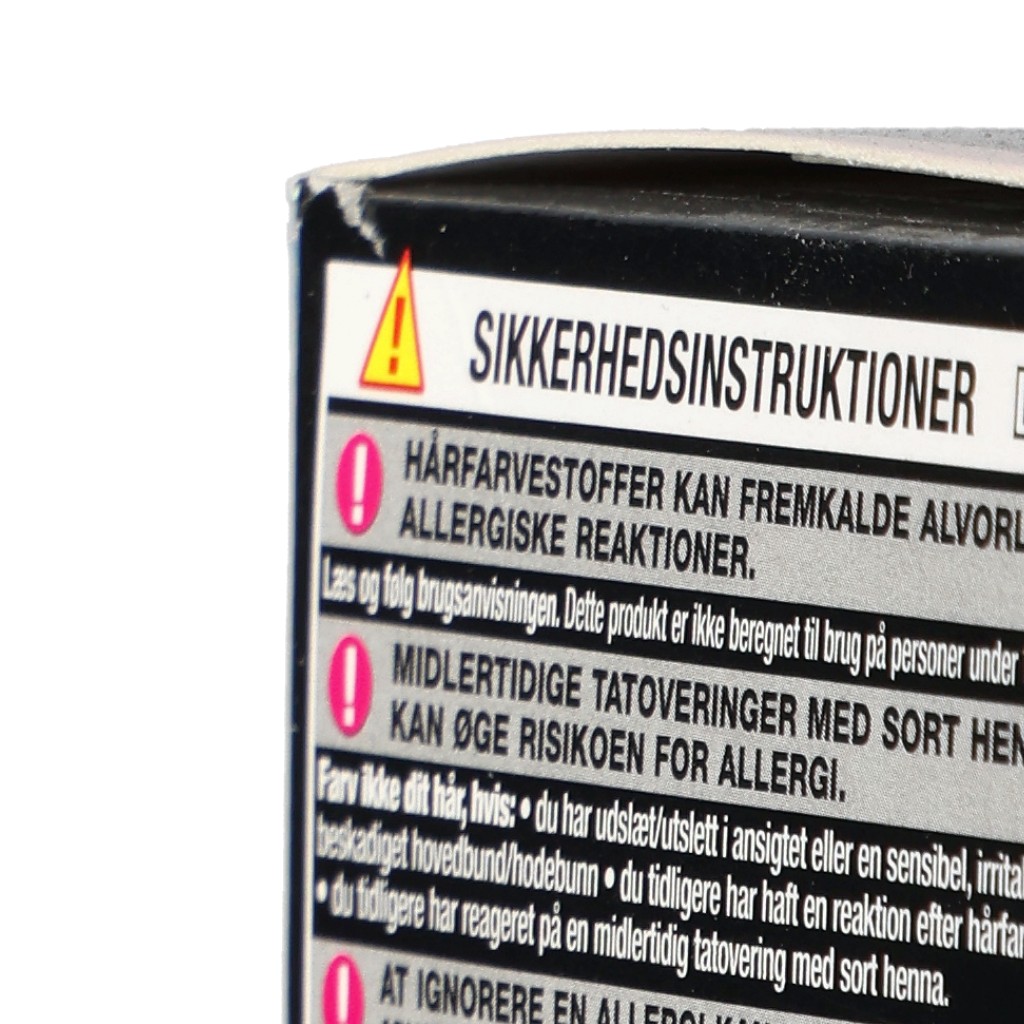 SIKKERHEDSINSTRUKTIONER
HÅRFARVESTOFFER KAN FREMKALDE
ALLERGISKE REAKTIONER.
Læs og følg brugsanvisningen. Dette produkt er ikke beregnet til brug på personer under
MIDLERTIDIGE TATOVERINGER MED SORT
KAN ØGE RISIKOEN FOR ALLERGI.
Farv ikke dit hår, hvis: • du har udslæt/utslett i ansigtet eller en sensibel,
beskadiget hovedbund/hodebunn • du tidligere har haft en reaktion efter
• du tidligere har reageret på en midlertidig tatovering med sort henna.
AT IGNORERE EN